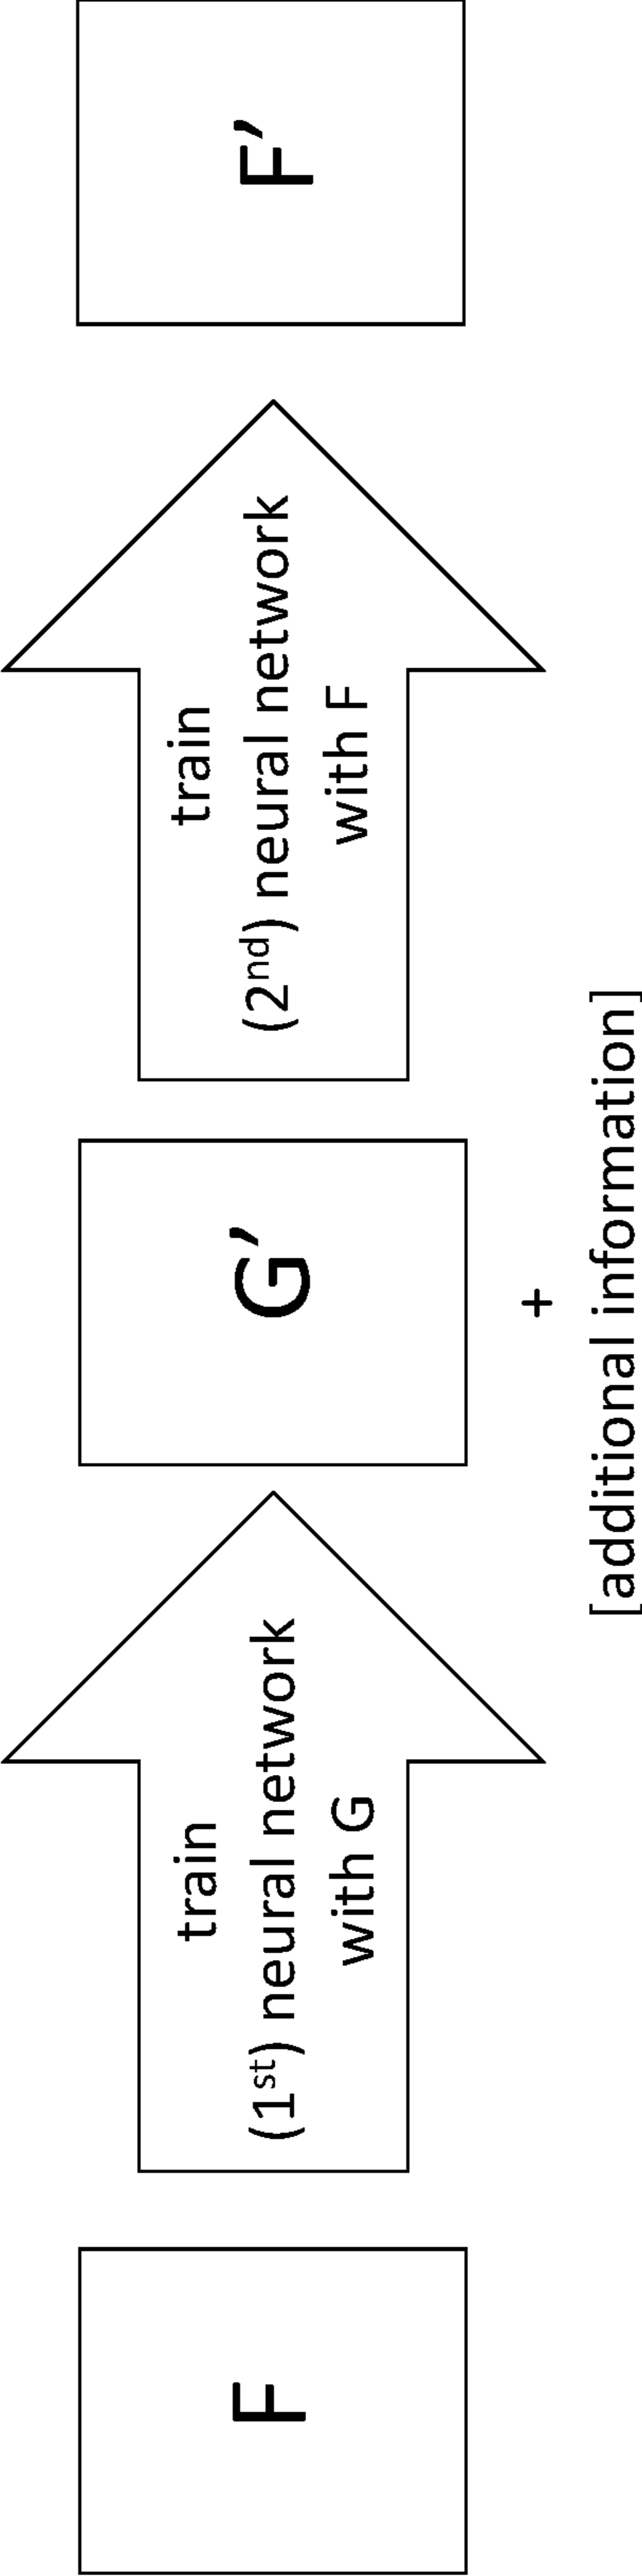 F
train
(1st) neural network
with G
G’
+
[additional information]
train
(2nd) neural network
with F
F’